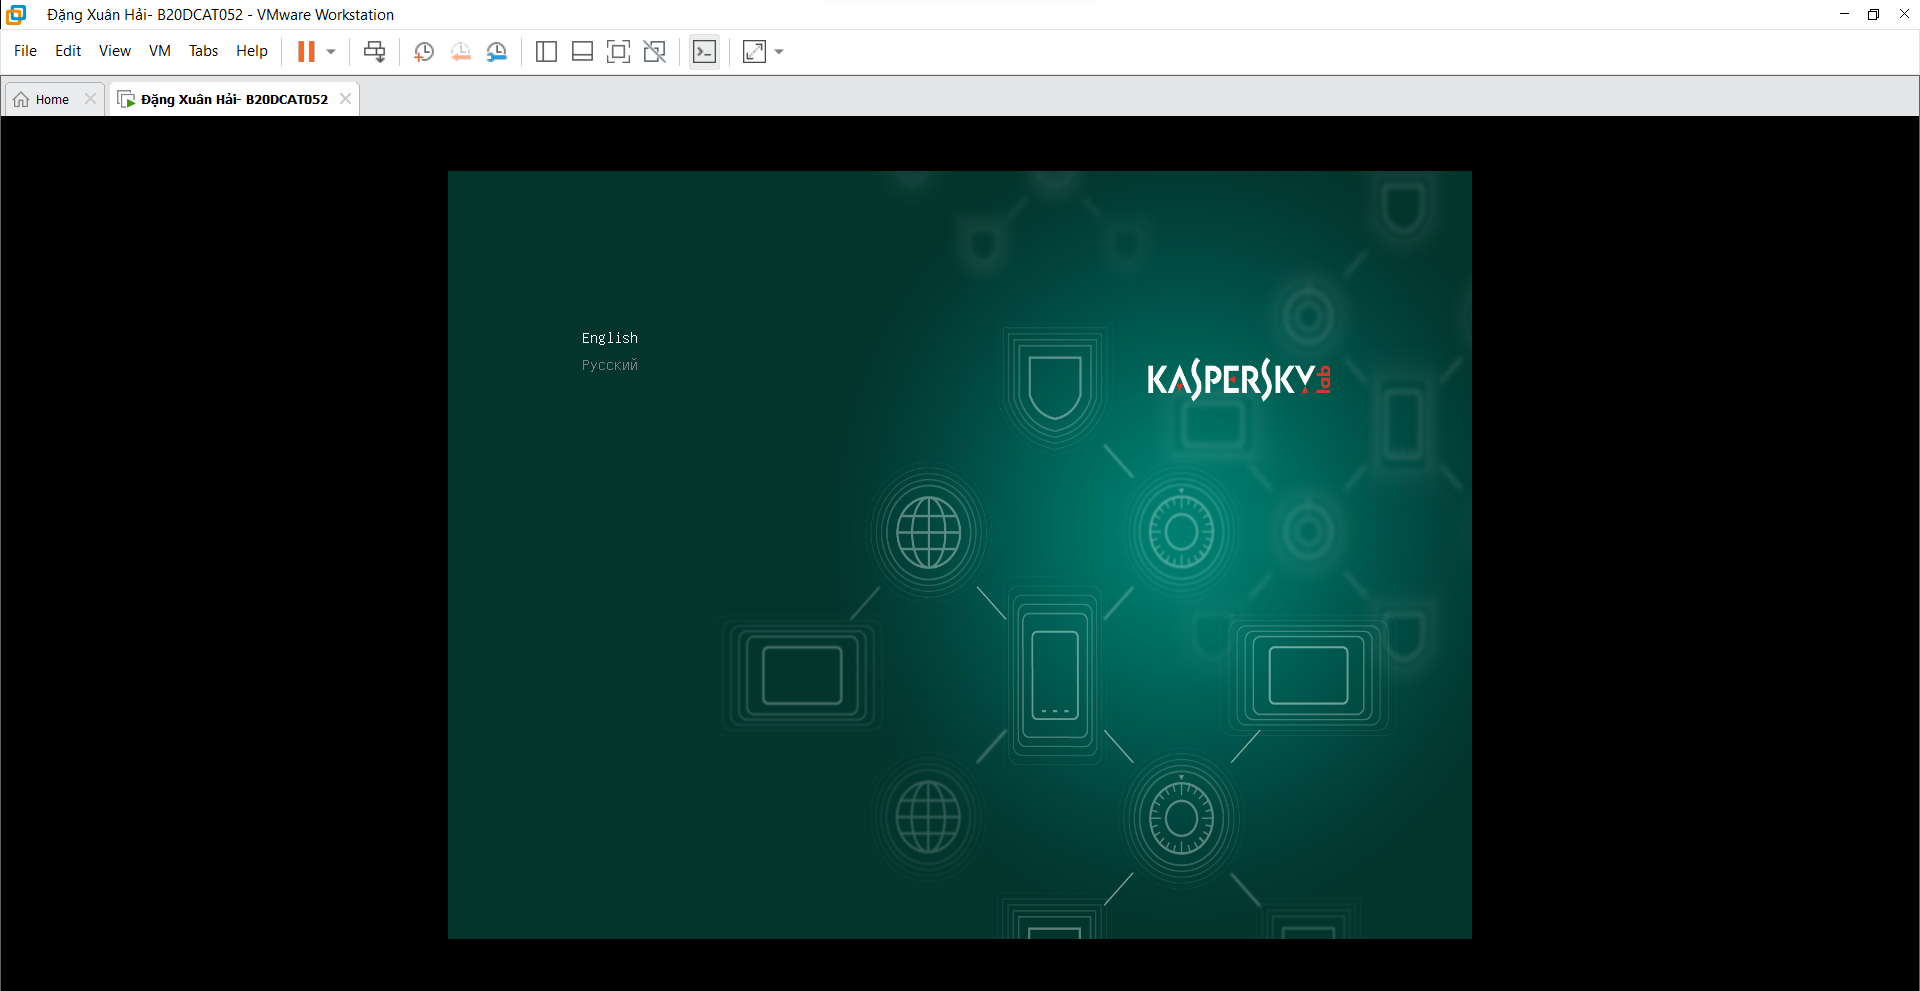 Đặng Xuân Hải- B20DCAT052 - VMware Workstation
File Edit View VM Tabs Help
Home
Đặng Xuân Hải- B20DCAT052
English
Русский
KASPERSKY lab